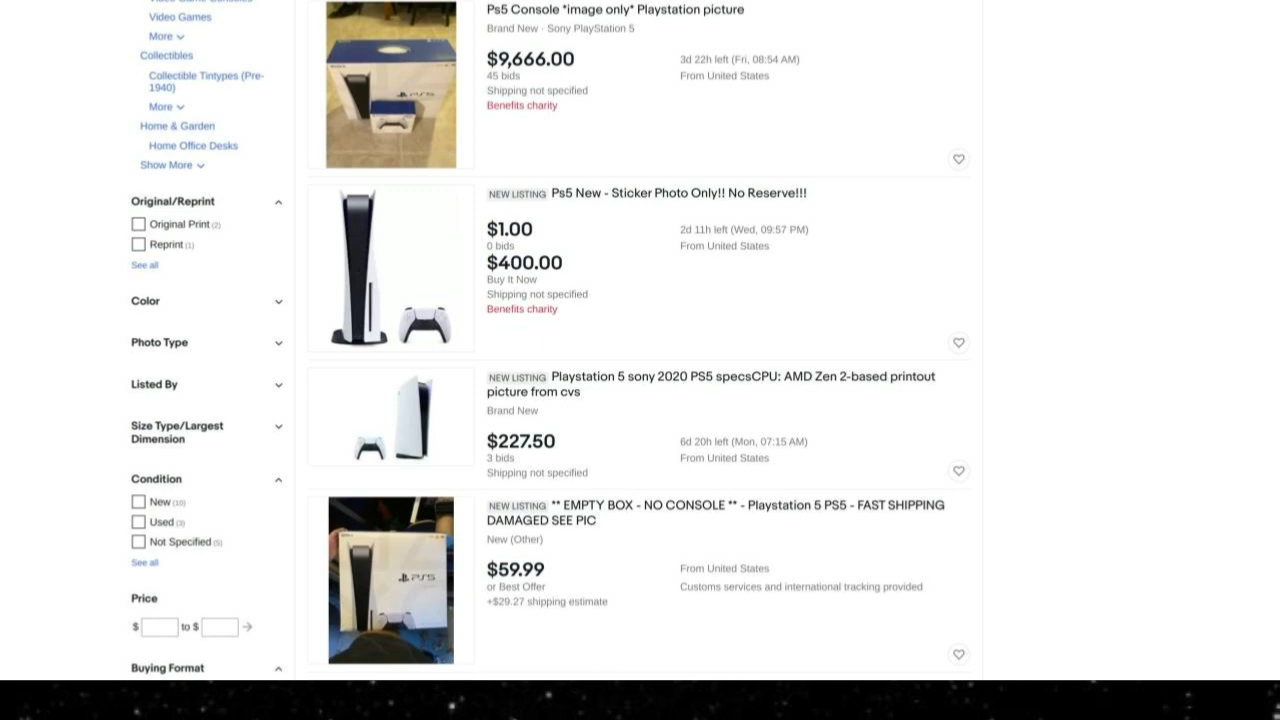 Video Games
More
Collectibles
Collectible Tintypes (Pre-
1940)
More
Home & Garden
Home Office Desks
Show More
Original/Reprint
Original Print (2)
Reprint (1)
See all
Color
Photo Type
Listed By
Size Type/Largest
Dimension
Condition
New (10)
Used (3)
Not Specified (5)
See all
Price
$ to $
Buying Format
Ps5 Console *image only* Playstation picture
Brand New · Sony PlayStation 5
$9,666.00
45 bids
Shipping not specified
Benefits charity
3d 22h left (Fri, 08:54 AM)
From United States
NEW LISTING Ps5 New - Sticker Photo Only!! No Reserve!!!
$1.00
0 bids
$400.00
Buy It Now
Shipping not specified
Benefits charity
2d 11h left (Wed, 09:57 PM)
From United States
NEW LISTING Playstation 5 sony 2020 PS5 specsCPU: AMD Zen 2-based printout
picture from cvs
Brand New
$227.50
3 bids
Shipping not specified
6d 20h left (Mon, 07:15 AM)
From United States
PS5
NEW LISTING ** EMPTY BOX - NO CONSOLE ** - Playstation 5 PS5 - FAST SHIPPING
DAMAGED SEE PIC
New (Other)
$59.99
or Best Offer
+$29.27 shipping estimate
From United States
Customs services and international tracking provided